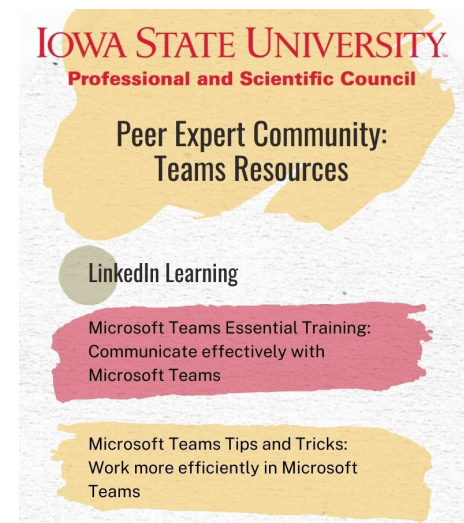 IOWA STATE UNIVERSITY
Professional and Scientific Council
Peer Expert Community:
Teams Resources
LinkedIn Learning
Microsoft Teams Essential Training:
Communicate effectively with
Microsoft Teams
Microsoft Teams Tips and Tricks:
Work more efficiently in Microsoft
Teams